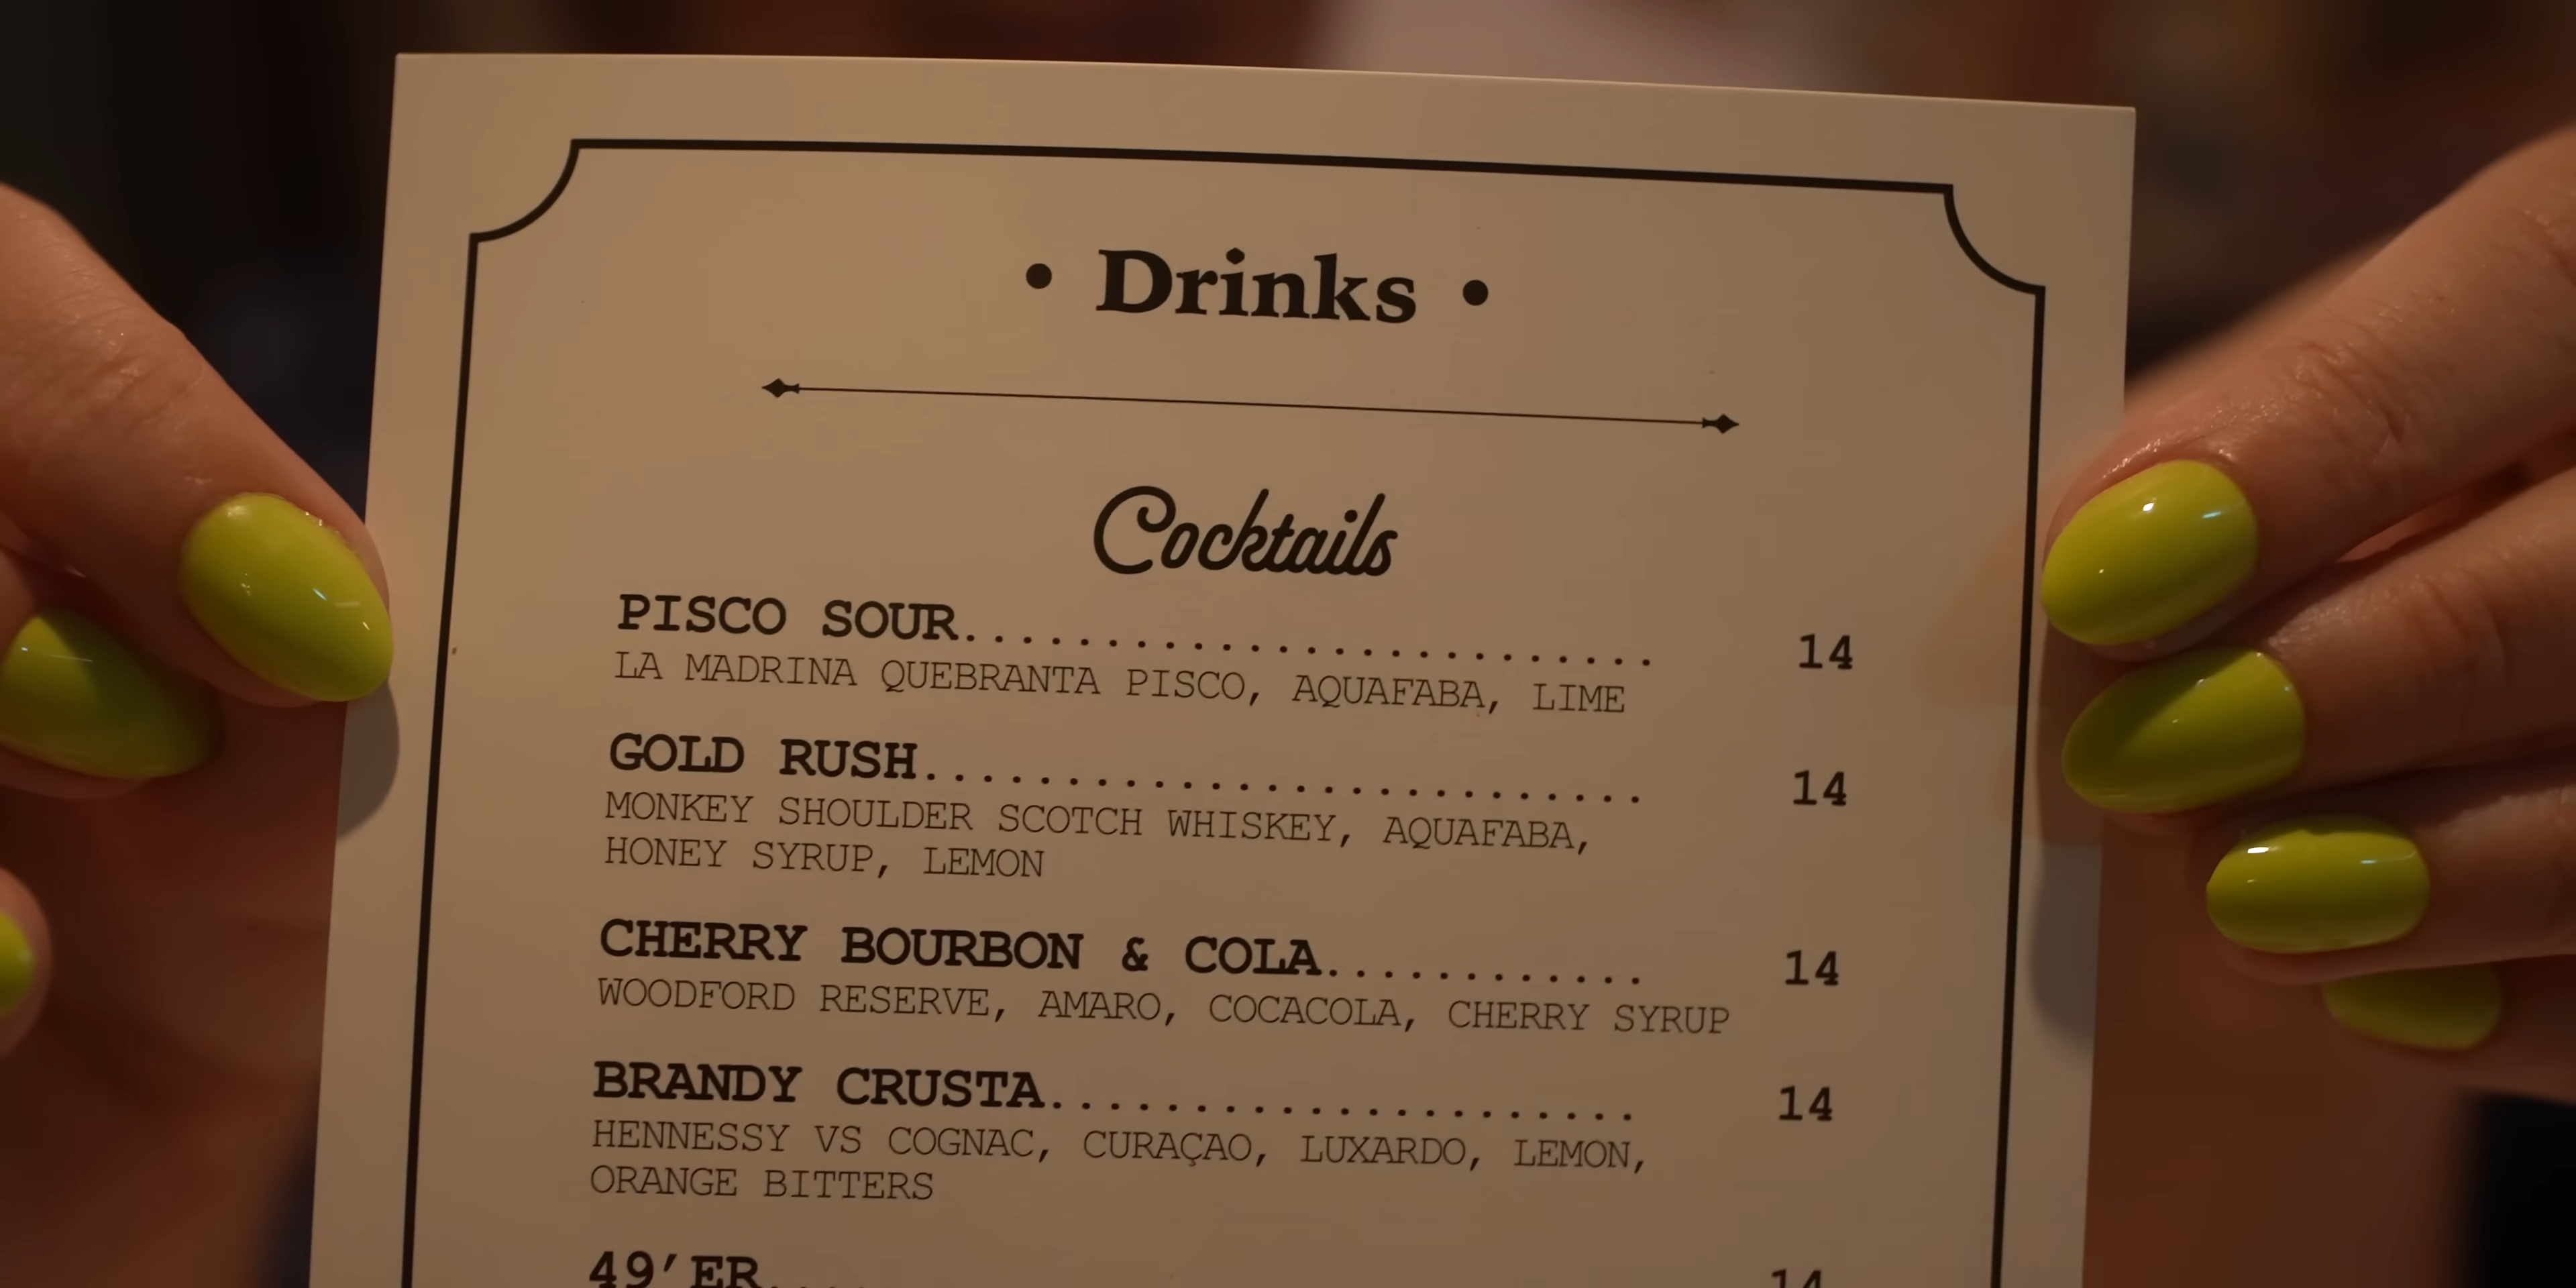 • Drinks •
Cocktails
PISCO SOUR........................ 14
LA MADRINA QUEBRANTA PISCO, AQUAFABA, LIME
GOLD RUSH......................... 14
MONKEY SHOULDER SCOTCH WHISKEY, AQUAFABA,
HONEY SYRUP, LEMON
CHERRY BOURBON & COLA............ 14
WOODFORD RESERVE, AMARO, COCACOLA, CHERRY SYRUP
BRANDY CRUSTA..................... 14
HENNESSY VS COGNAC, CURAÇAO, LUXARDO, LEMON,
ORANGE BITTERS
49'ER..... 14